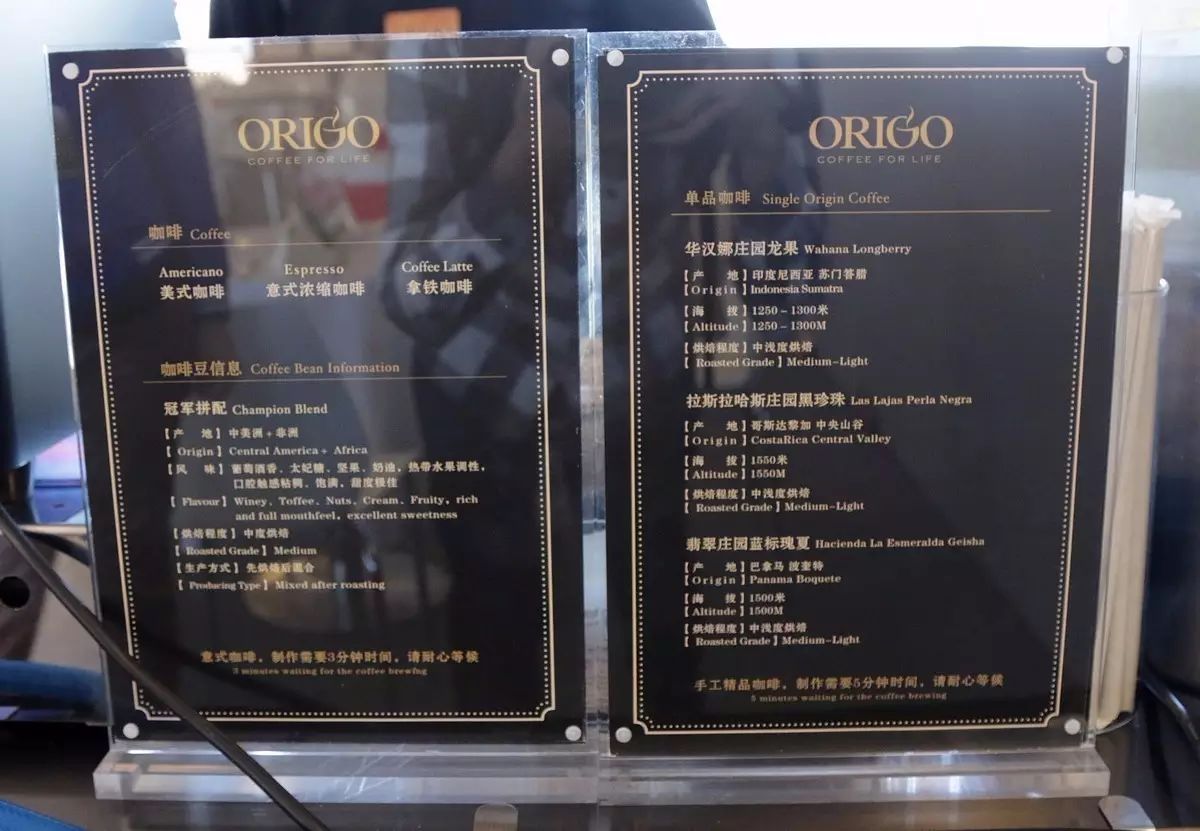 ORIGO
COFFEE FOR LIFE
咖啡 Coffee
Americano Espresso Coffee Latte
美式咖啡 意式浓缩咖啡 拿铁咖啡
咖啡豆信息 Coffee Bean Information
冠军拼配 Champion Blend
【产 地】中美洲 + 非洲
【Origin】Central America + Africa
【风 味】葡萄酒香、太妃糖、坚果、奶油,热带水果调性,
口腔触感粘稠、饱满,甜度极佳
【Flavour】Winey、Toffee、Nuts、Cream、Fruity, rich
and full mouthfeel, excellent sweetness
【烘焙程度】中度烘焙
【Roasted Grade】Medium
【生产方式】先烘焙后混合
【Producing Type】Mixed after roasting
意式咖啡,制作需要3分钟时间,请耐心等候
3 minutes waiting for the coffee brewing
ORIGO
COFFEE FOR LIFE
单品咖啡 Single Origin Coffee
华汉娜庄园龙果 Wahana Longberry
【产 地】印度尼西亚 苏门答腊
【Origin】Indonesia Sumatra
【海 拔】1250－1300米
【Altitude】1250－1300M
【烘焙程度】中浅度烘焙
【Roasted Grade】Medium-Light
拉斯拉哈斯庄园黑珍珠 Las Lajas Perla Negra
【产 地】哥斯达黎加 中央山谷
【Origin】CostaRica Central Valley
【海 拔】1550米
【Altitude】1550M
【烘焙程度】中浅度烘焙
【Roasted Grade】Medium-Light
翡翠庄园蓝标瑰夏 Hacienda La Esmeralda Geisha
【产 地】巴拿马 波奎特
【Origin】Panama Boquete
【海 拔】1500米
【Altitude】1500M
【烘焙程度】中浅度烘焙
【Roasted Grade】Medium-Light
手工精品咖啡,制作需要5分钟时间,请耐心等候
5 minutes waiting for the coffee brewing